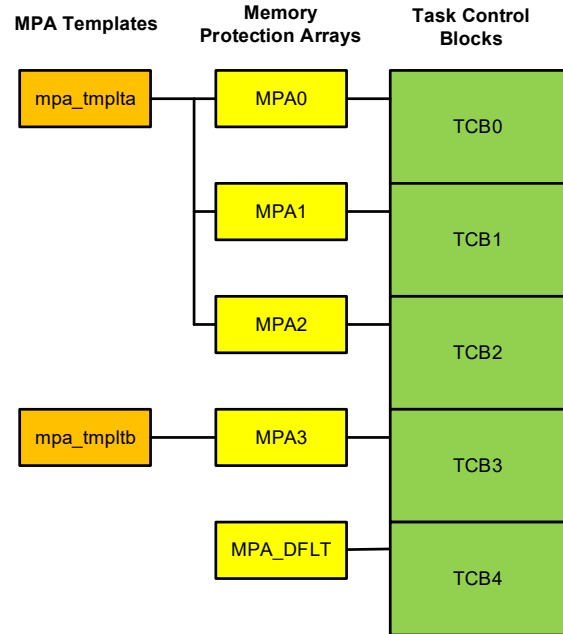 MPA Templates
Memory
Protection Arrays
Task Control
Blocks
mpa_tmplta
MPA0
TCB0
MPA1
TCB1
MPA2
TCB2
mpa_tmpltb
MPA3
TCB3
MPA_DFLT
TCB4